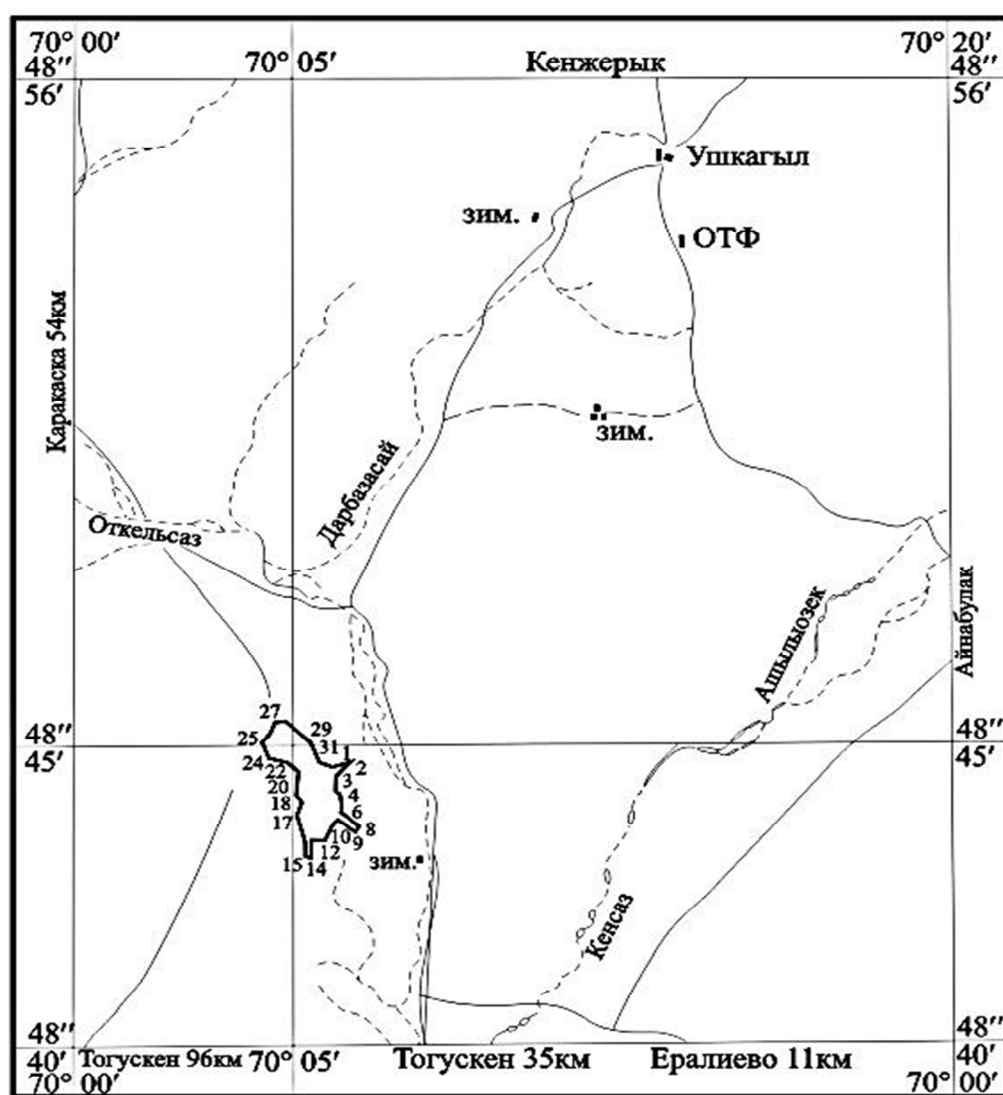 70° 00′
70° 05′
Кенжерык
70° 20′
48″
56′
48″
56′
Ушкагыл
зим.
ОТФ
Каракаска 54км
зим.
Дарбазасай
Откельсаз
Ашылыозек
Айнабулак
27
29
25
31
1
48″
45′
24
2
22
3
20
4
18
6
17
10
8
9
12
15
14
зим.
Кенсаз
48″
45′
48″
40′
48″
40′
Тогускен 96км
70° 05′
Тогускен 35км
Ералиево 11км
70° 00′
70° 00′